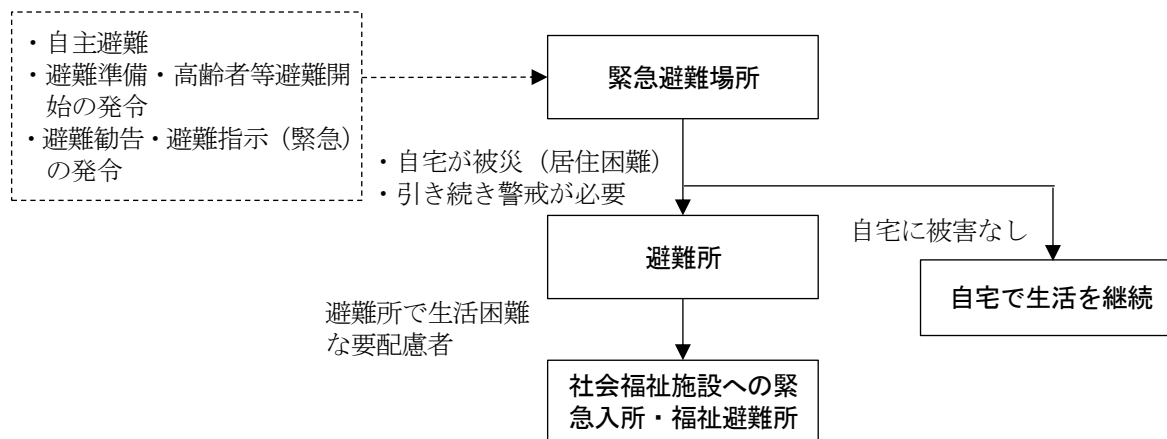 ・自主避難
・避難準備・高齢者等避難開
始の発令
・避難勧告・避難指示（緊急）
の発令
緊急避難場所
・自宅が被災（居住困難）
・引き続き警戒が必要
避難所
自宅に被害なし
自宅で生活を継続
避難所で生活困難
な要配慮者
社会福祉施設への緊
急入所・福祉避難所